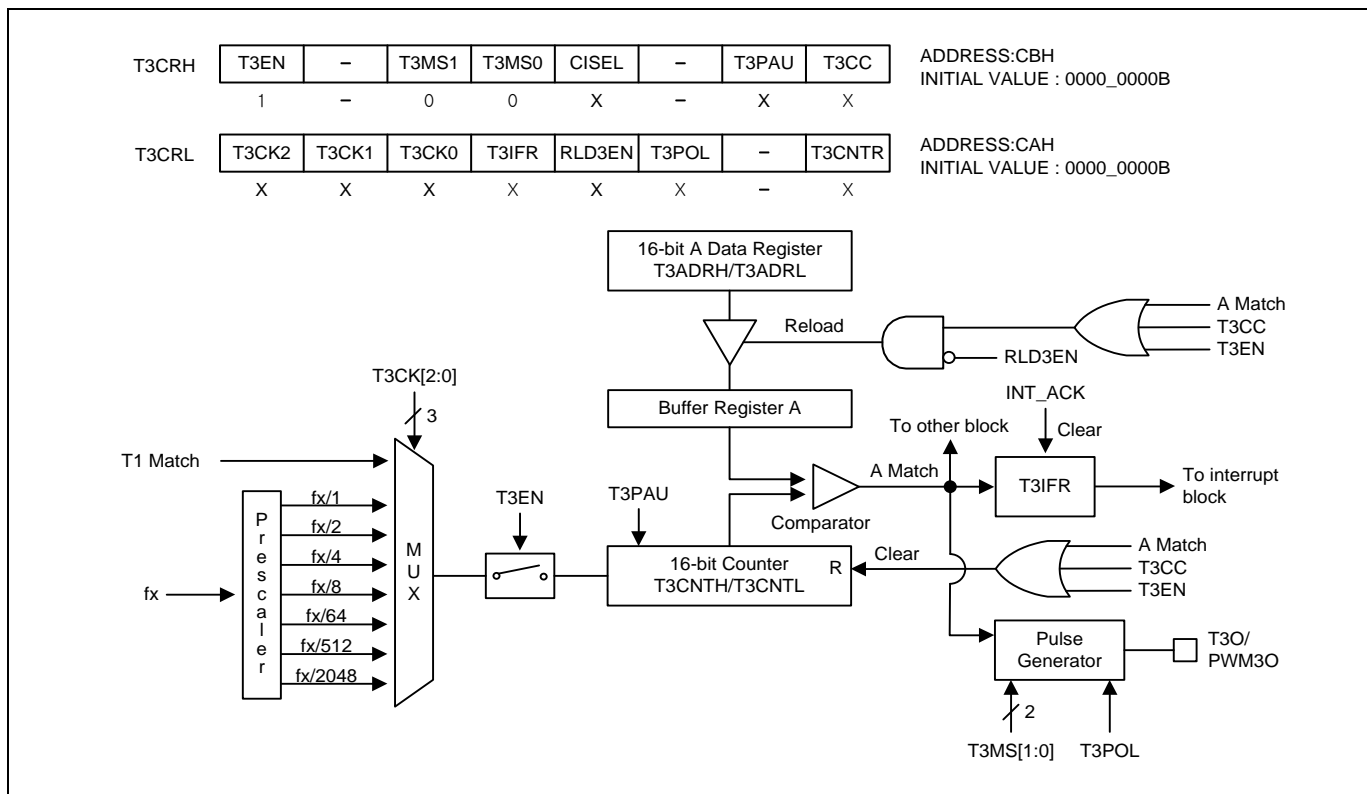 T3CRH T3EN – T3MS1 T3MS0 CISEL – T3PAU T3CC ADDRESS:CBH
INITIAL VALUE : 0000_0000B
1 – 0 0 X – X X
T3CRL T3CK2 T3CK1 T3CK0 T3IFR RLD3EN T3POL – T3CNTR ADDRESS:CAH
INITIAL VALUE : 0000_0000B
X X X X X X – X
16-bit A Data Register
T3ADRH/T3ADRL
Reload
A Match
T3CC
T3EN
RLD3EN
T3CK[2:0]
3
Buffer Register A
INT_ACK
Clear
To other block
T1 Match
A Match
T3IFR
To interrupt
block
Comparator
fx
Prescaler
fx/1
fx/2
fx/4
fx/8
fx/64
fx/512
fx/2048
MUX
T3EN
T3PAU
16-bit Counter
T3CNTH/T3CNTL
R
Clear
A Match
T3CC
T3EN
Pulse
Generator
T3O/
PWM3O
2
T3MS[1:0]
T3POL